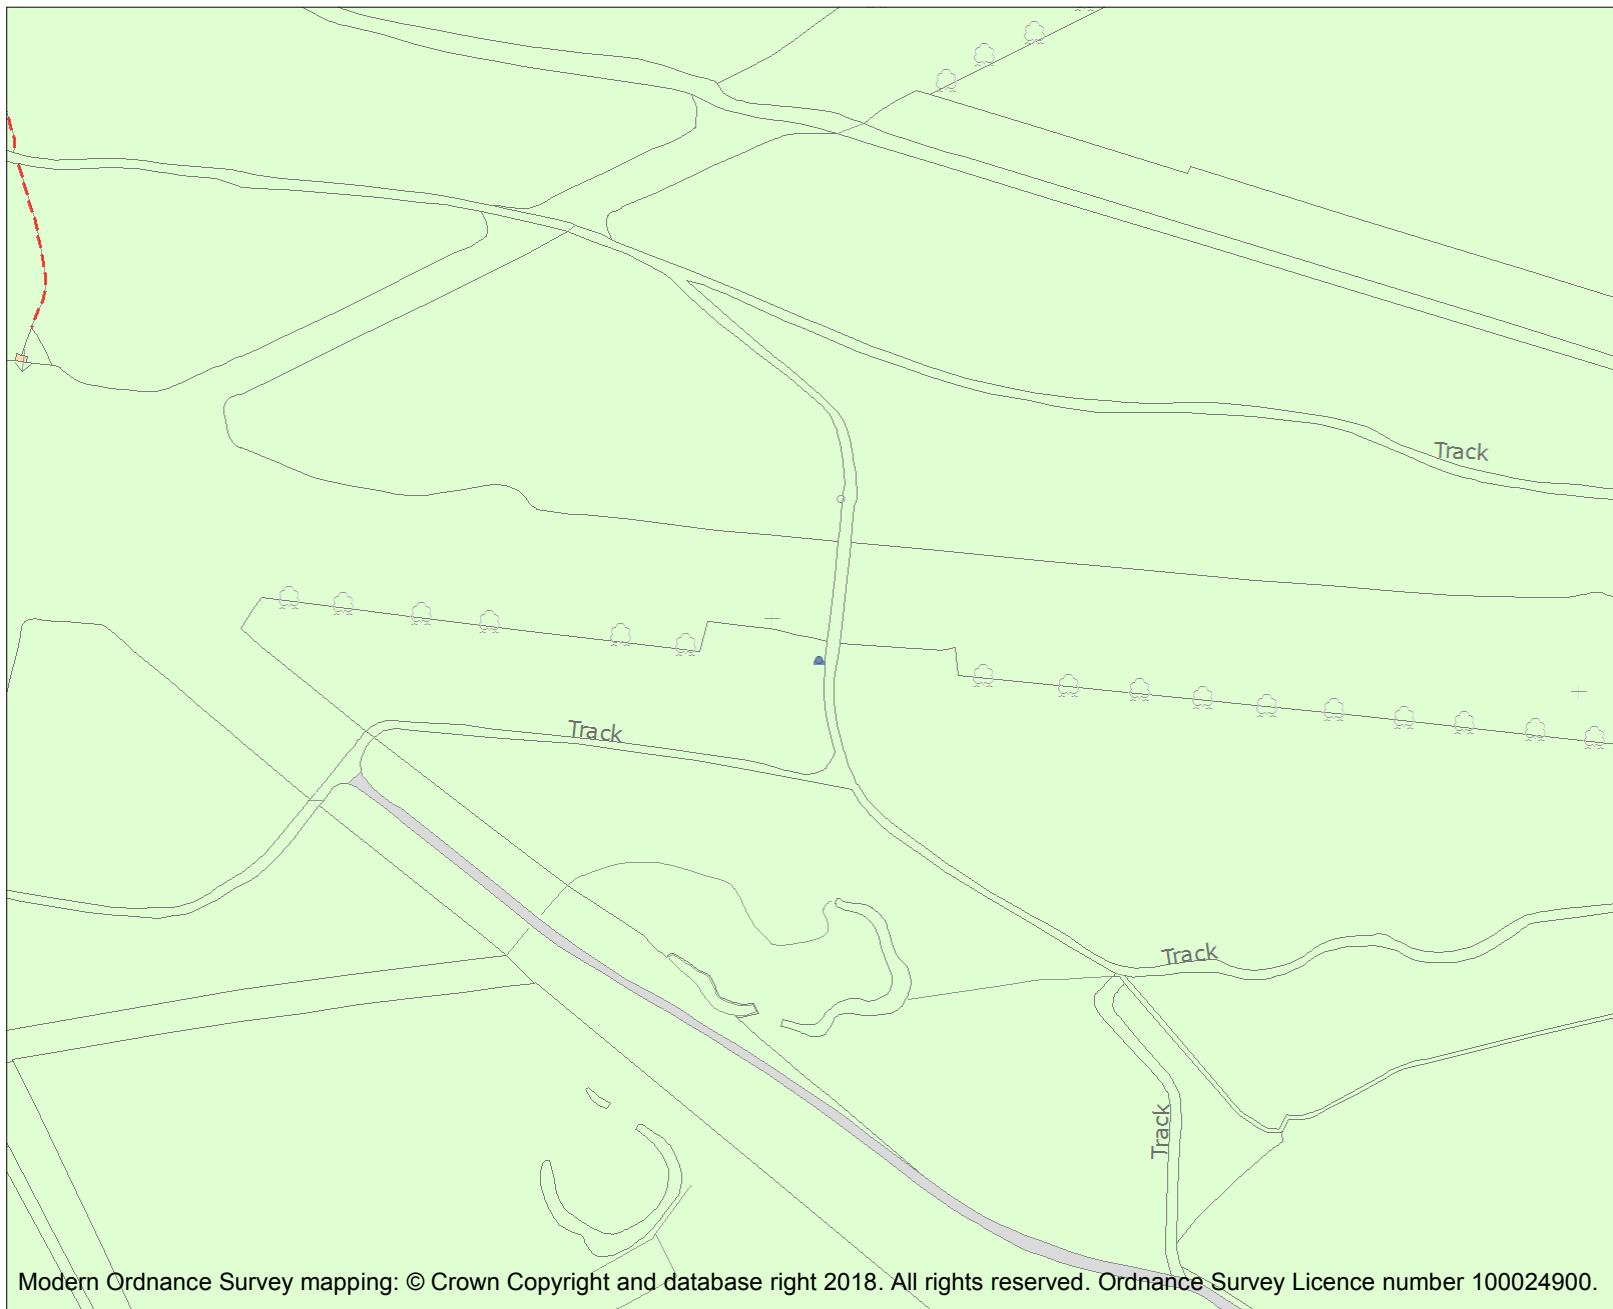 Track
Track
Track
Track
Modern Ordnance Survey mapping: © Crown Copyright and database right 2018. All rights reserved. Ordnance Survey Licence number 100024900.